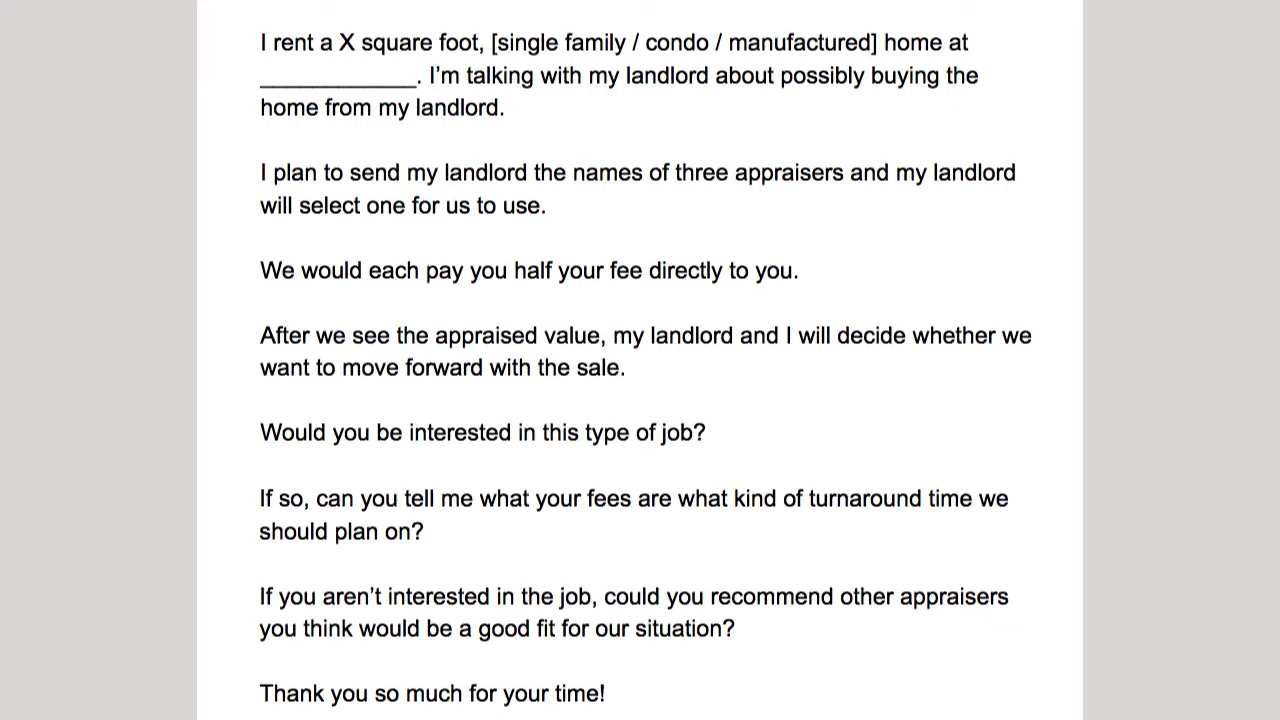 I rent a X square foot, [single family / condo / manufactured] home at
____________. I’m talking with my landlord about possibly buying the
home from my landlord.
I plan to send my landlord the names of three appraisers and my landlord
will select one for us to use.
We would each pay you half your fee directly to you.
After we see the appraised value, my landlord and I will decide whether we
want to move forward with the sale.
Would you be interested in this type of job?
If so, can you tell me what your fees are what kind of turnaround time we
should plan on?
If you aren’t interested in the job, could you recommend other appraisers
you think would be a good fit for our situation?
Thank you so much for your time!